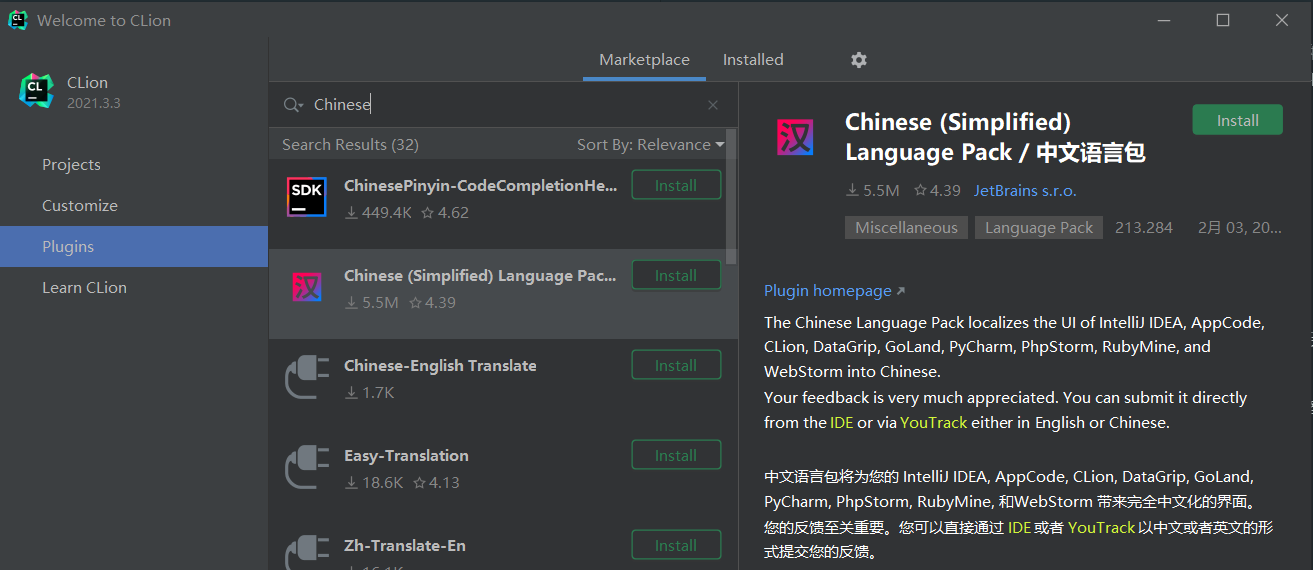 Welcome to CLion
CLion
2021.3.3
Projects
Customize
Plugins
Learn CLion
Marketplace
Installed
Chinese
Search Results (32)
Sort By: Relevance
SDK
ChinesePinyin-CodeCompletionHe...
Install
449.4K
4.62
汉
Chinese (Simplified) Language Pac...
Install
5.5M
4.39
Chinese-English Translate
Install
1.7K
Easy-Translation
Install
18.6K
4.13
Zh-Translate-En
Install
汉
Chinese (Simplified)
Language Pack / 中文语言包
Install
5.5M
4.39
JetBrains s.r.o.
Miscellaneous
Language Pack
213.284
2月 03, 20...
Plugin homepage
The Chinese Language Pack localizes the UI of IntelliJ IDEA, AppCode,
CLion, DataGrip, GoLand, PyCharm, PhpStorm, RubyMine, and
WebStorm into Chinese.
Your feedback is very much appreciated. You can submit it directly
from the IDE or via YouTrack either in English or Chinese.
中文语言包将为您的 IntelliJ IDEA, AppCode, CLion, DataGrip, GoLand,
PyCharm, PhpStorm, RubyMine, 和WebStorm 带来完全中文化的界面。
您的反馈至关重要。您可以直接通过 IDE 或者 YouTrack 以中文或者英文的形
式提交您的反馈。